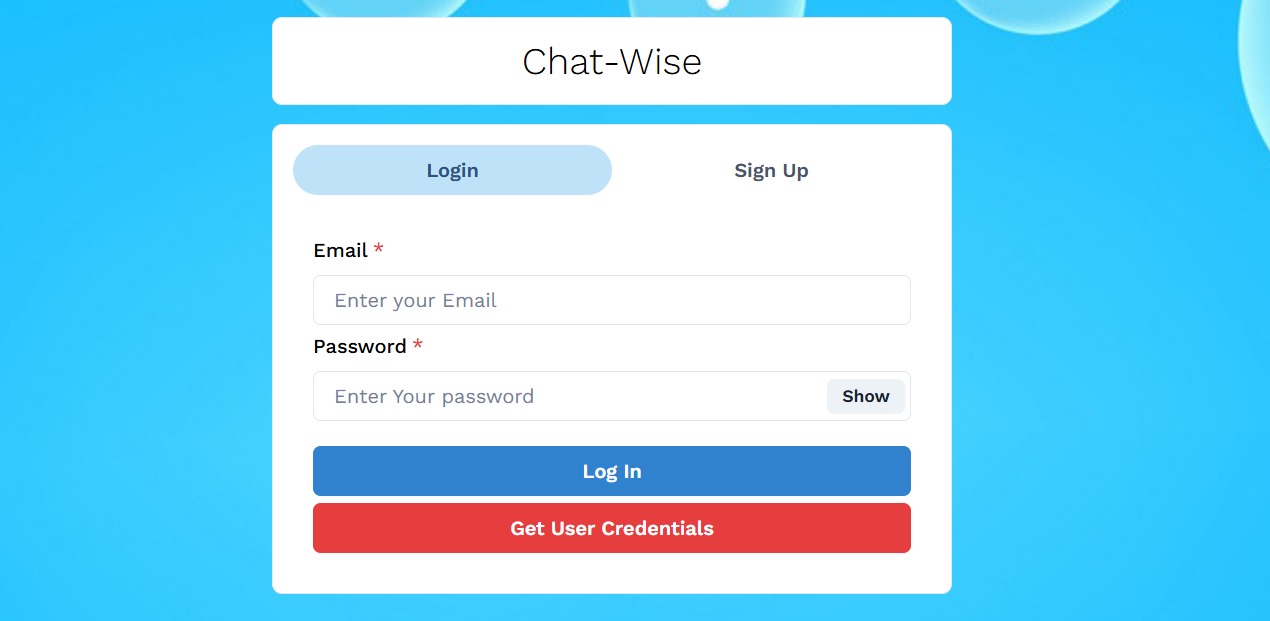 Chat-Wise
Login Sign Up
Email *
Enter your Email
Password *
Enter Your password Show
Log In
Get User Credentials